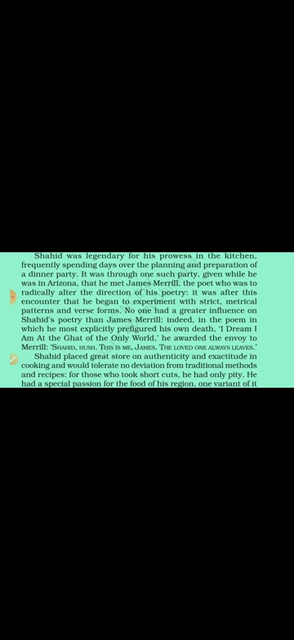 Shahid was legendary for his prowess in the kitchen,
frequently spending days over the planning and preparation of
a dinner party. It was through one such party, given while he
was in Arizona, that he met James Merrill, the poet who was to
radically alter the direction of his poetry: it was after this
encounter that he began to experiment with strict, metrical
patterns and verse forms. No one had a greater influence on
Shahid's poetry than James Merrill: indeed, in the poem in
which he most explicitly prefigured his own death, 'I Dream I
Am At the Ghat of the Only World,' he awarded the envoy to
Merrill: 'SHAHID, HUSH. THIS IS ME, JAMES. THE LOVED ONE ALWAYS LEAVES.'
Shahid placed great store on authenticity and exactitude in
cooking and would tolerate no deviation from traditional methods
and recipes: for those who took short cuts, he had only pity. He
had a special passion for the food of his region, one variant of it